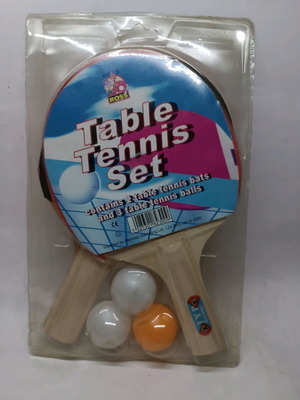 ROSE
Table
Tennis
Set
contains 2 table tennis bats
and 3 table tennis balls